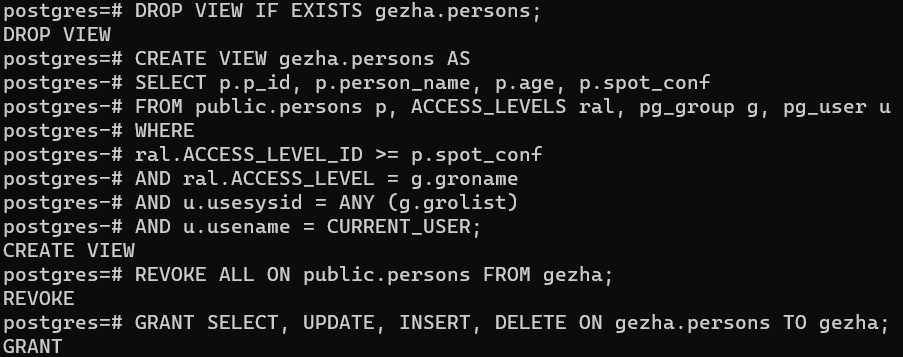 postgres=# DROP VIEW IF EXISTS gezha.persons;
DROP VIEW
postgres=# CREATE VIEW gezha.persons AS
postgres-# SELECT p.p_id, p.person_name, p.age, p.spot_conf
postgres-# FROM public.persons p, ACCESS_LEVELS ral, pg_group g, pg_user u
postgres-# WHERE
postgres-# ral.ACCESS_LEVEL_ID >= p.spot_conf
postgres-# AND ral.ACCESS_LEVEL = g.groname
postgres-# AND u.usesysid = ANY (g.grolist)
postgres-# AND u.usename = CURRENT_USER;
CREATE VIEW
postgres=# REVOKE ALL ON public.persons FROM gezha;
REVOKE
postgres=# GRANT SELECT, UPDATE, INSERT, DELETE ON gezha.persons TO gezha;
GRANT